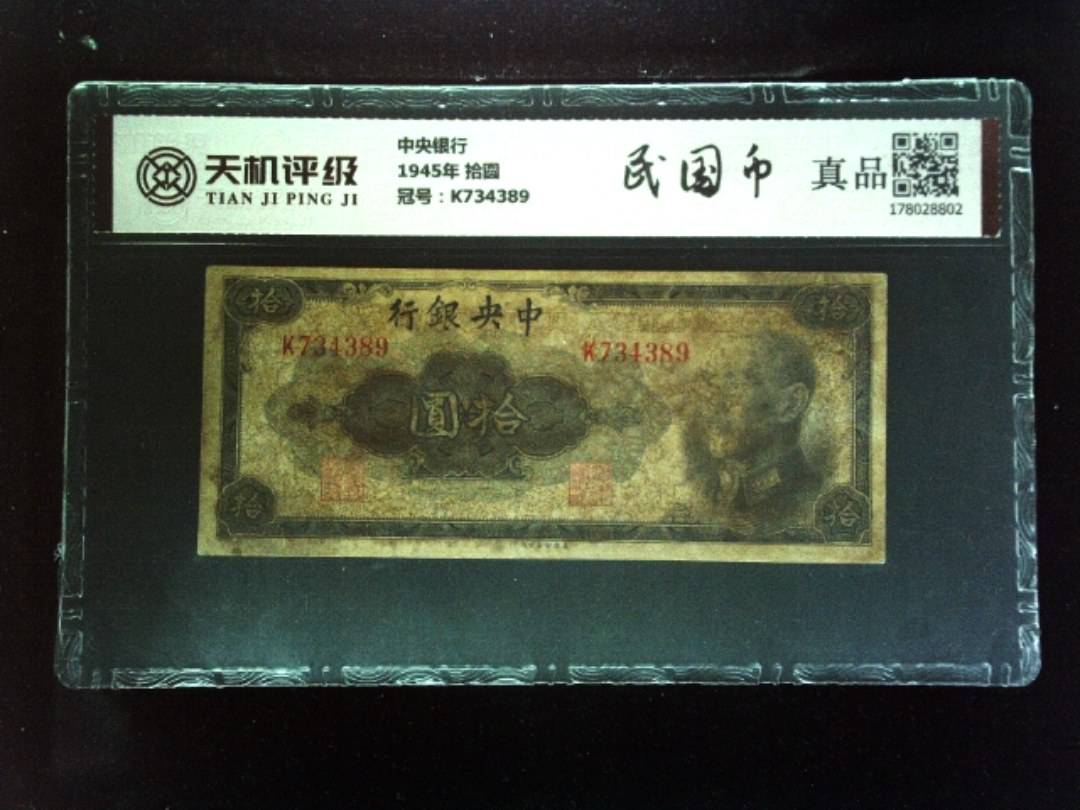 天机评级
TIAN JI PING JI
中央银行
1945年 拾圆
冠号：K734389
民国币
真品
178028802
拾
行銀央中
拾
K734389
K734389
圓拾
拾
拾